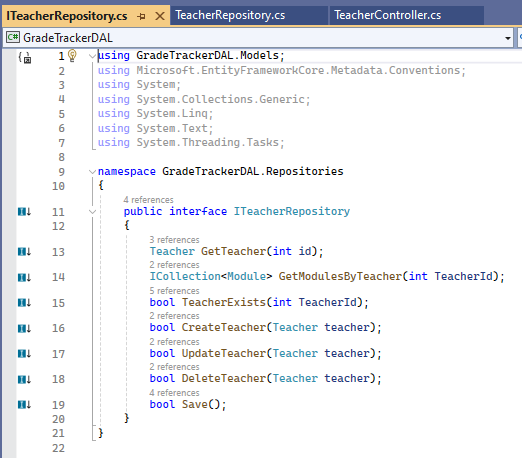 ITeacherRepository.cs
TeacherRepository.cs
TeacherController.cs
C# GradeTrackerDAL
1 using GradeTrackerDAL.Models;
2 using Microsoft.EntityFrameworkCore.Metadata.Conventions;
3 using System;
4 using System.Collections.Generic;
5 using System.Linq;
6 using System.Text;
7 using System.Threading.Tasks;
8
9 namespace GradeTrackerDAL.Repositories
10 {
4 references
11 public interface ITeacherRepository
12 {
3 references
13 Teacher GetTeacher(int id);
2 references
14 ICollection<Module> GetModulesByTeacher(int TeacherId);
5 references
15 bool TeacherExists(int TeacherId);
2 references
16 bool CreateTeacher(Teacher teacher);
2 references
17 bool UpdateTeacher(Teacher teacher);
2 references
18 bool DeleteTeacher(Teacher teacher);
4 references
19 bool Save();
20 }
21 }
22